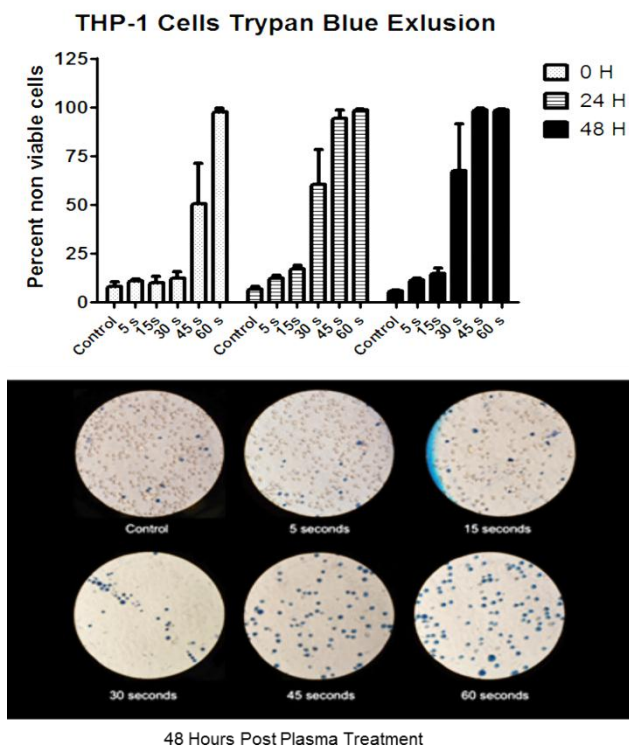 THP-1 Cells Trypan Blue Exlusion
Percent non viable cells
125
100
75
50
25
0
0 H
24 H
48 H
Control
5 s
15s
30 s
45 s
60 s
Control
5 s
15s
30 s
45 s
60 s
Control
5 s
15 s
30 s
45 s
60 s
Control
5 seconds
15 seconds
30 seconds
45 seconds
60 seconds
48 Hours Post Plasma Treatment